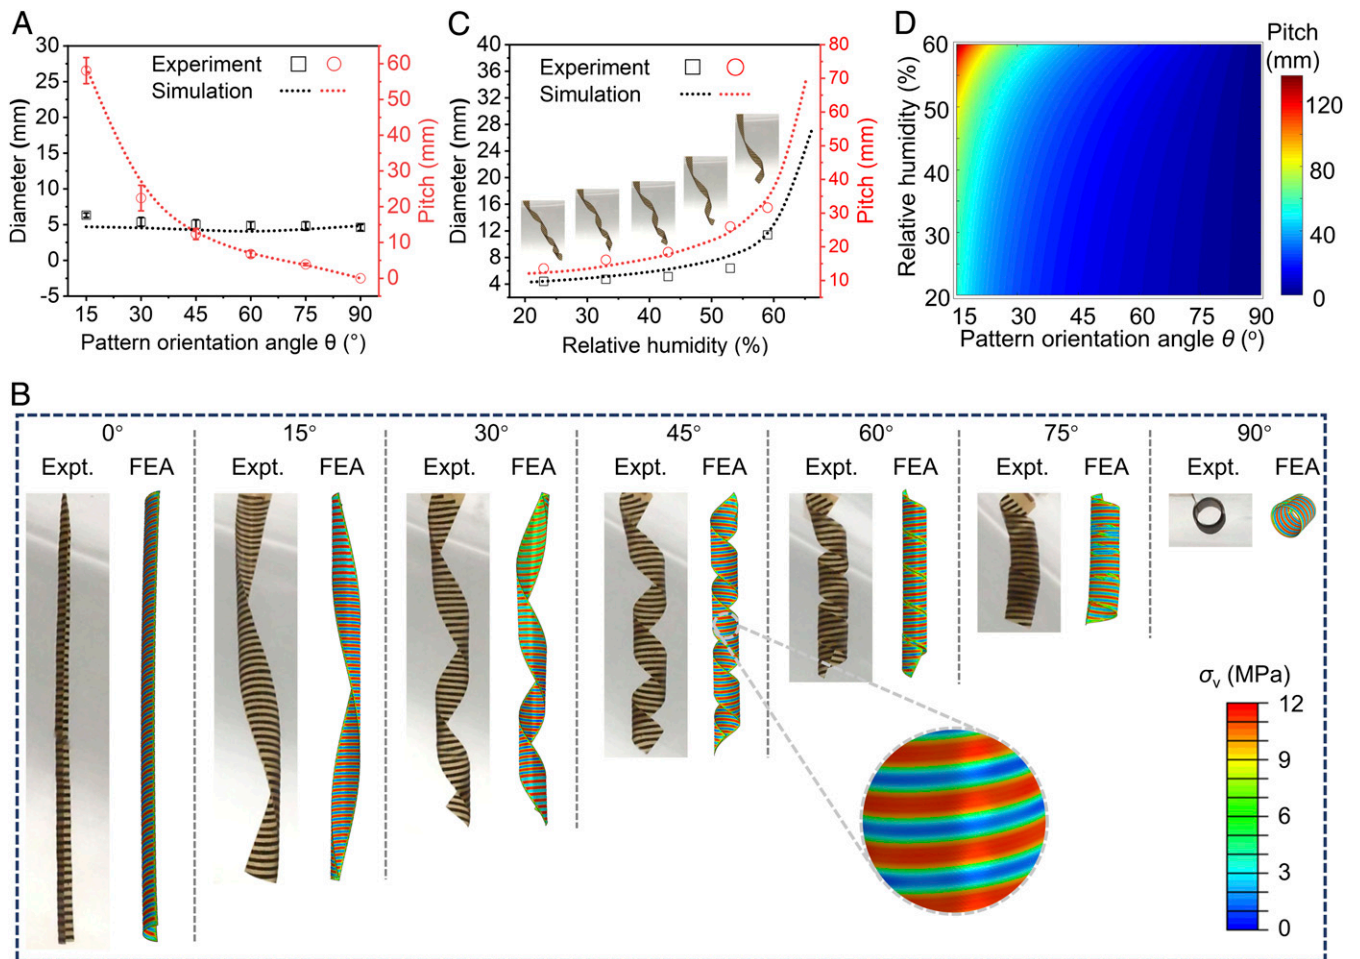 A
30
25
20
15
10
5
0
-5
Diameter (mm)
Experiment
Simulation
60
50
40
30
20
10
0
Pitch (mm)
15 30 45 60 75 90
Pattern orientation angle θ (°)
C
40
36
32
28
24
20
16
12
8
4
Diameter (mm)
Experiment
Simulation
80
70
60
50
40
30
20
10
Pitch (mm)
20 30 40 50 60
Relative humidity (%)
D
60
50
40
30
20
Relative humidity (%)
15 30 45 60 75 90
Pattern orientation angle θ (°)
Pitch
(mm)
120
80
40
0
B
0° 15° 30° 45° 60° 75° 90°
Expt. FEA Expt. FEA Expt. FEA Expt. FEA Expt. FEA Expt. FEA Expt. FEA
σv (MPa)
12
9
6
3
0